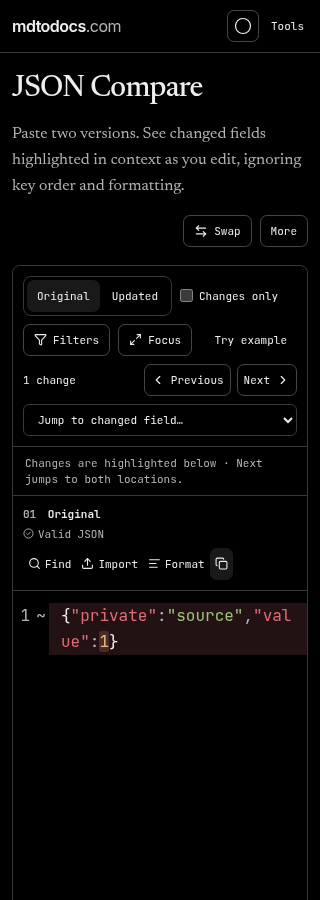 mdtodocs.com
Tools
JSON Compare
Paste two versions. See changed fields
highlighted in context as you edit, ignoring
key order and formatting.
Swap
More
Original
Updated
Changes only
Filters
Focus
Try example
1 change
Previous
Next
Jump to changed field…
Changes are highlighted below · Next
jumps to both locations.
01 Original
Valid JSON
Find
Import
Format
1 ~ {"private":"source","val
ue":1}